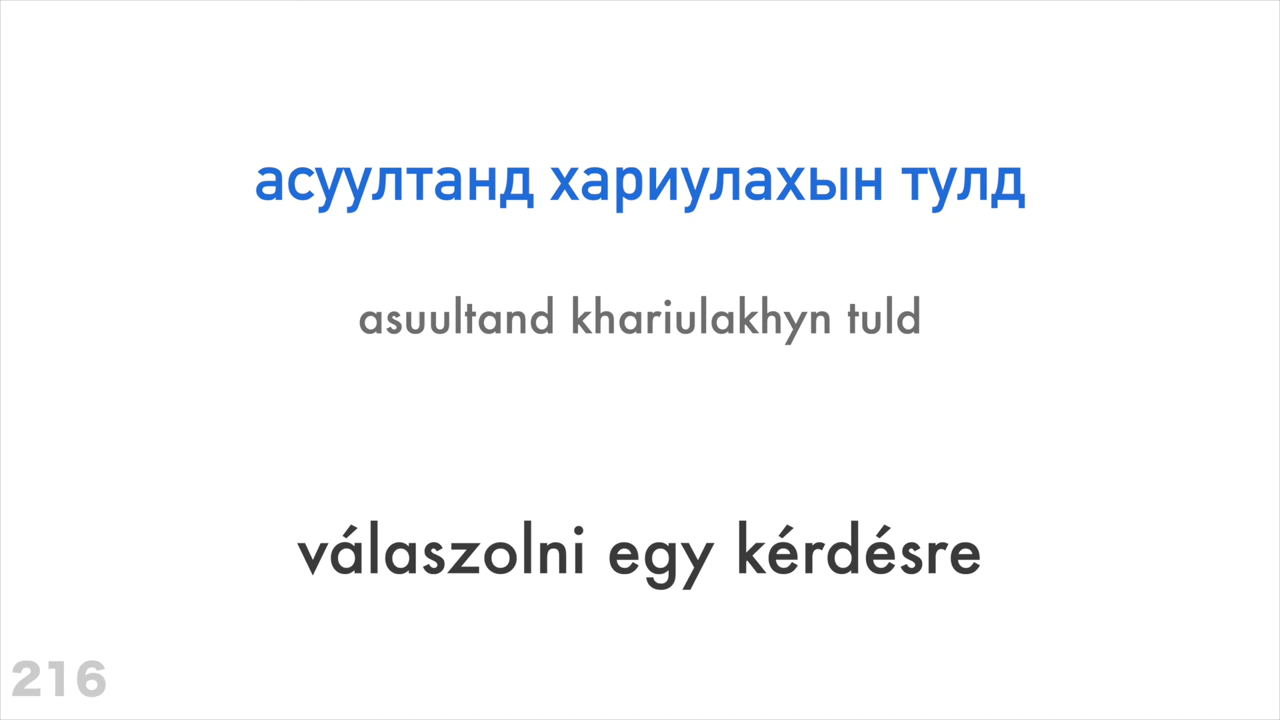 асуултанд хариулахын тулд
asuultand khariulakhyn tuld
válaszolni egy kérdésre
216